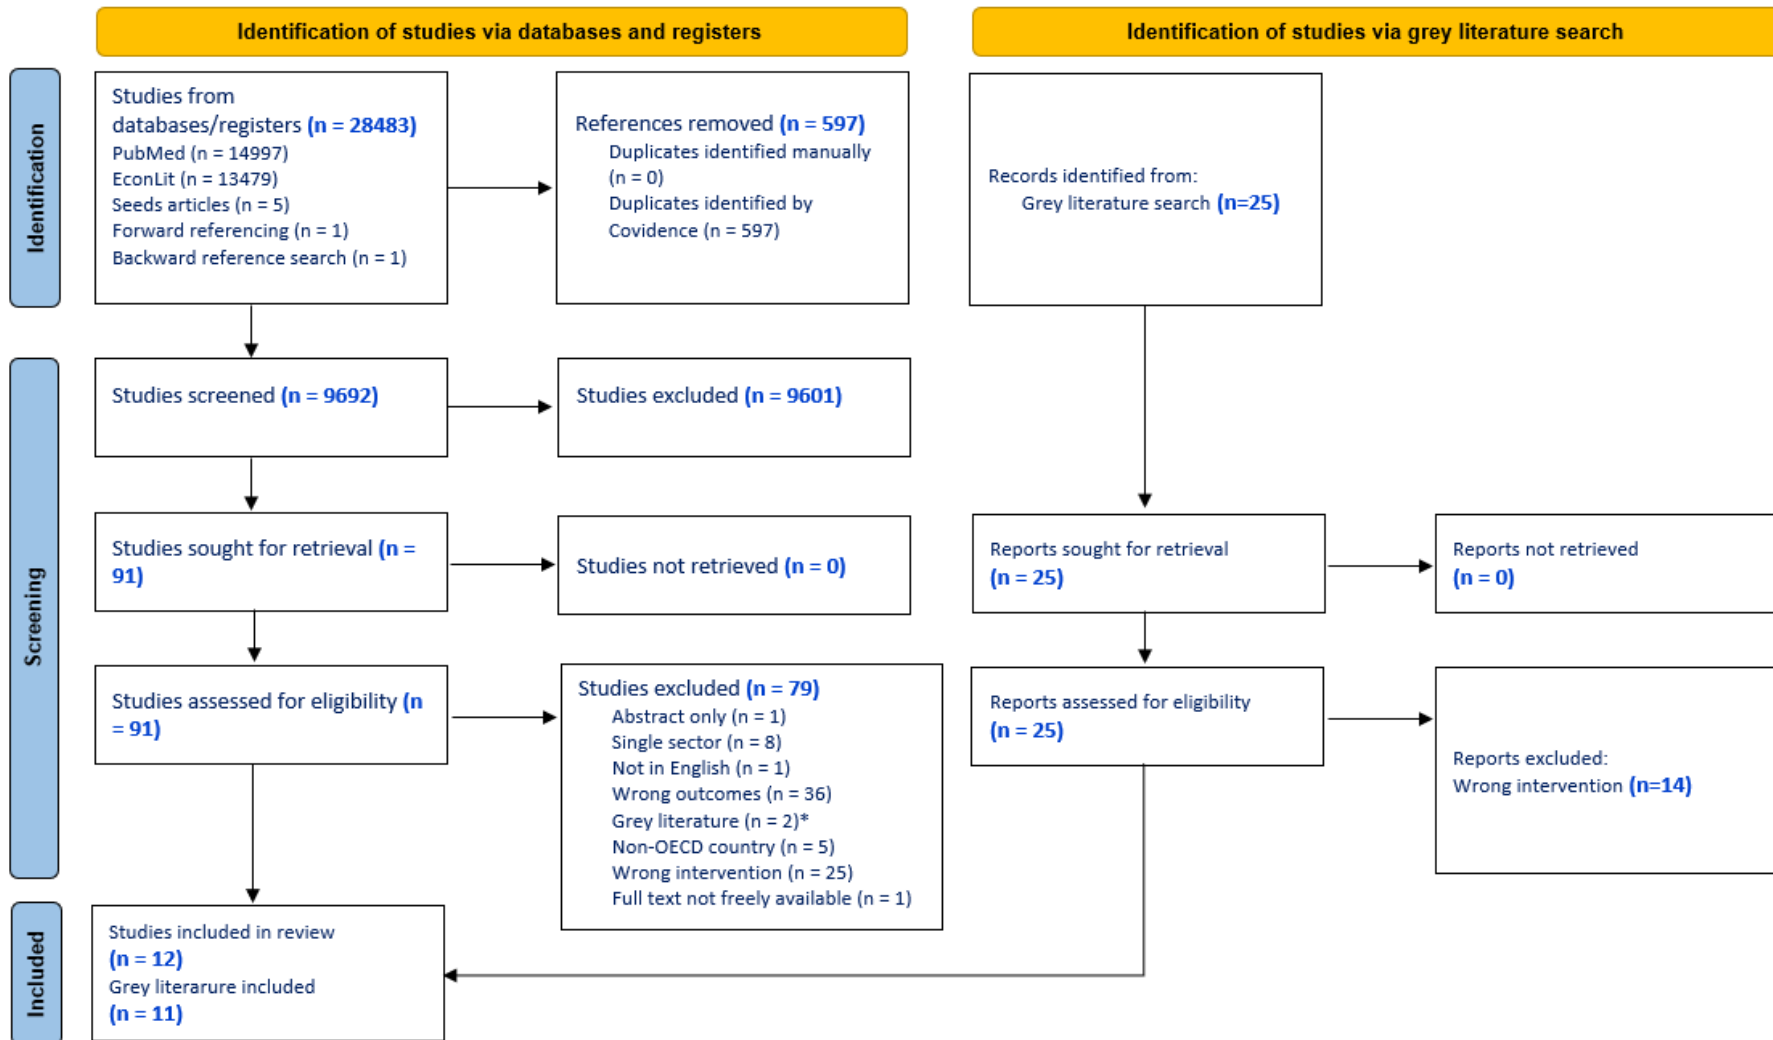 Identification of studies via databases and registers
Identification of studies via grey literature search
Identification
Studies from
databases/registers (n = 28483)
PubMed (n = 14997)
EconLit (n = 13479)
Seeds articles (n = 5)
Forward referencing (n = 1)
Backward reference search (n = 1)
References removed (n = 597)
Duplicates identified manually
(n = 0)
Duplicates identified by
Covidence (n = 597)
Records identified from:
Grey literature search (n=25)
Screening
Studies screened (n = 9692)
Studies excluded (n = 9601)
Studies sought for retrieval (n =
91)
Studies not retrieved (n = 0)
Reports sought for retrieval
(n = 25)
Reports not retrieved
(n = 0)
Studies assessed for eligibility (n
= 91)
Studies excluded (n = 79)
Abstract only (n = 1)
Single sector (n = 8)
Not in English (n = 1)
Wrong outcomes (n = 36)
Grey literature (n = 2)*
Non-OECD country (n = 5)
Wrong intervention (n = 25)
Full text not freely available (n = 1)
Reports assessed for eligibility
(n = 25)
Reports excluded:
Wrong intervention (n=14)
Included
Studies included in review
(n = 12)
Grey literarure included
(n = 11)